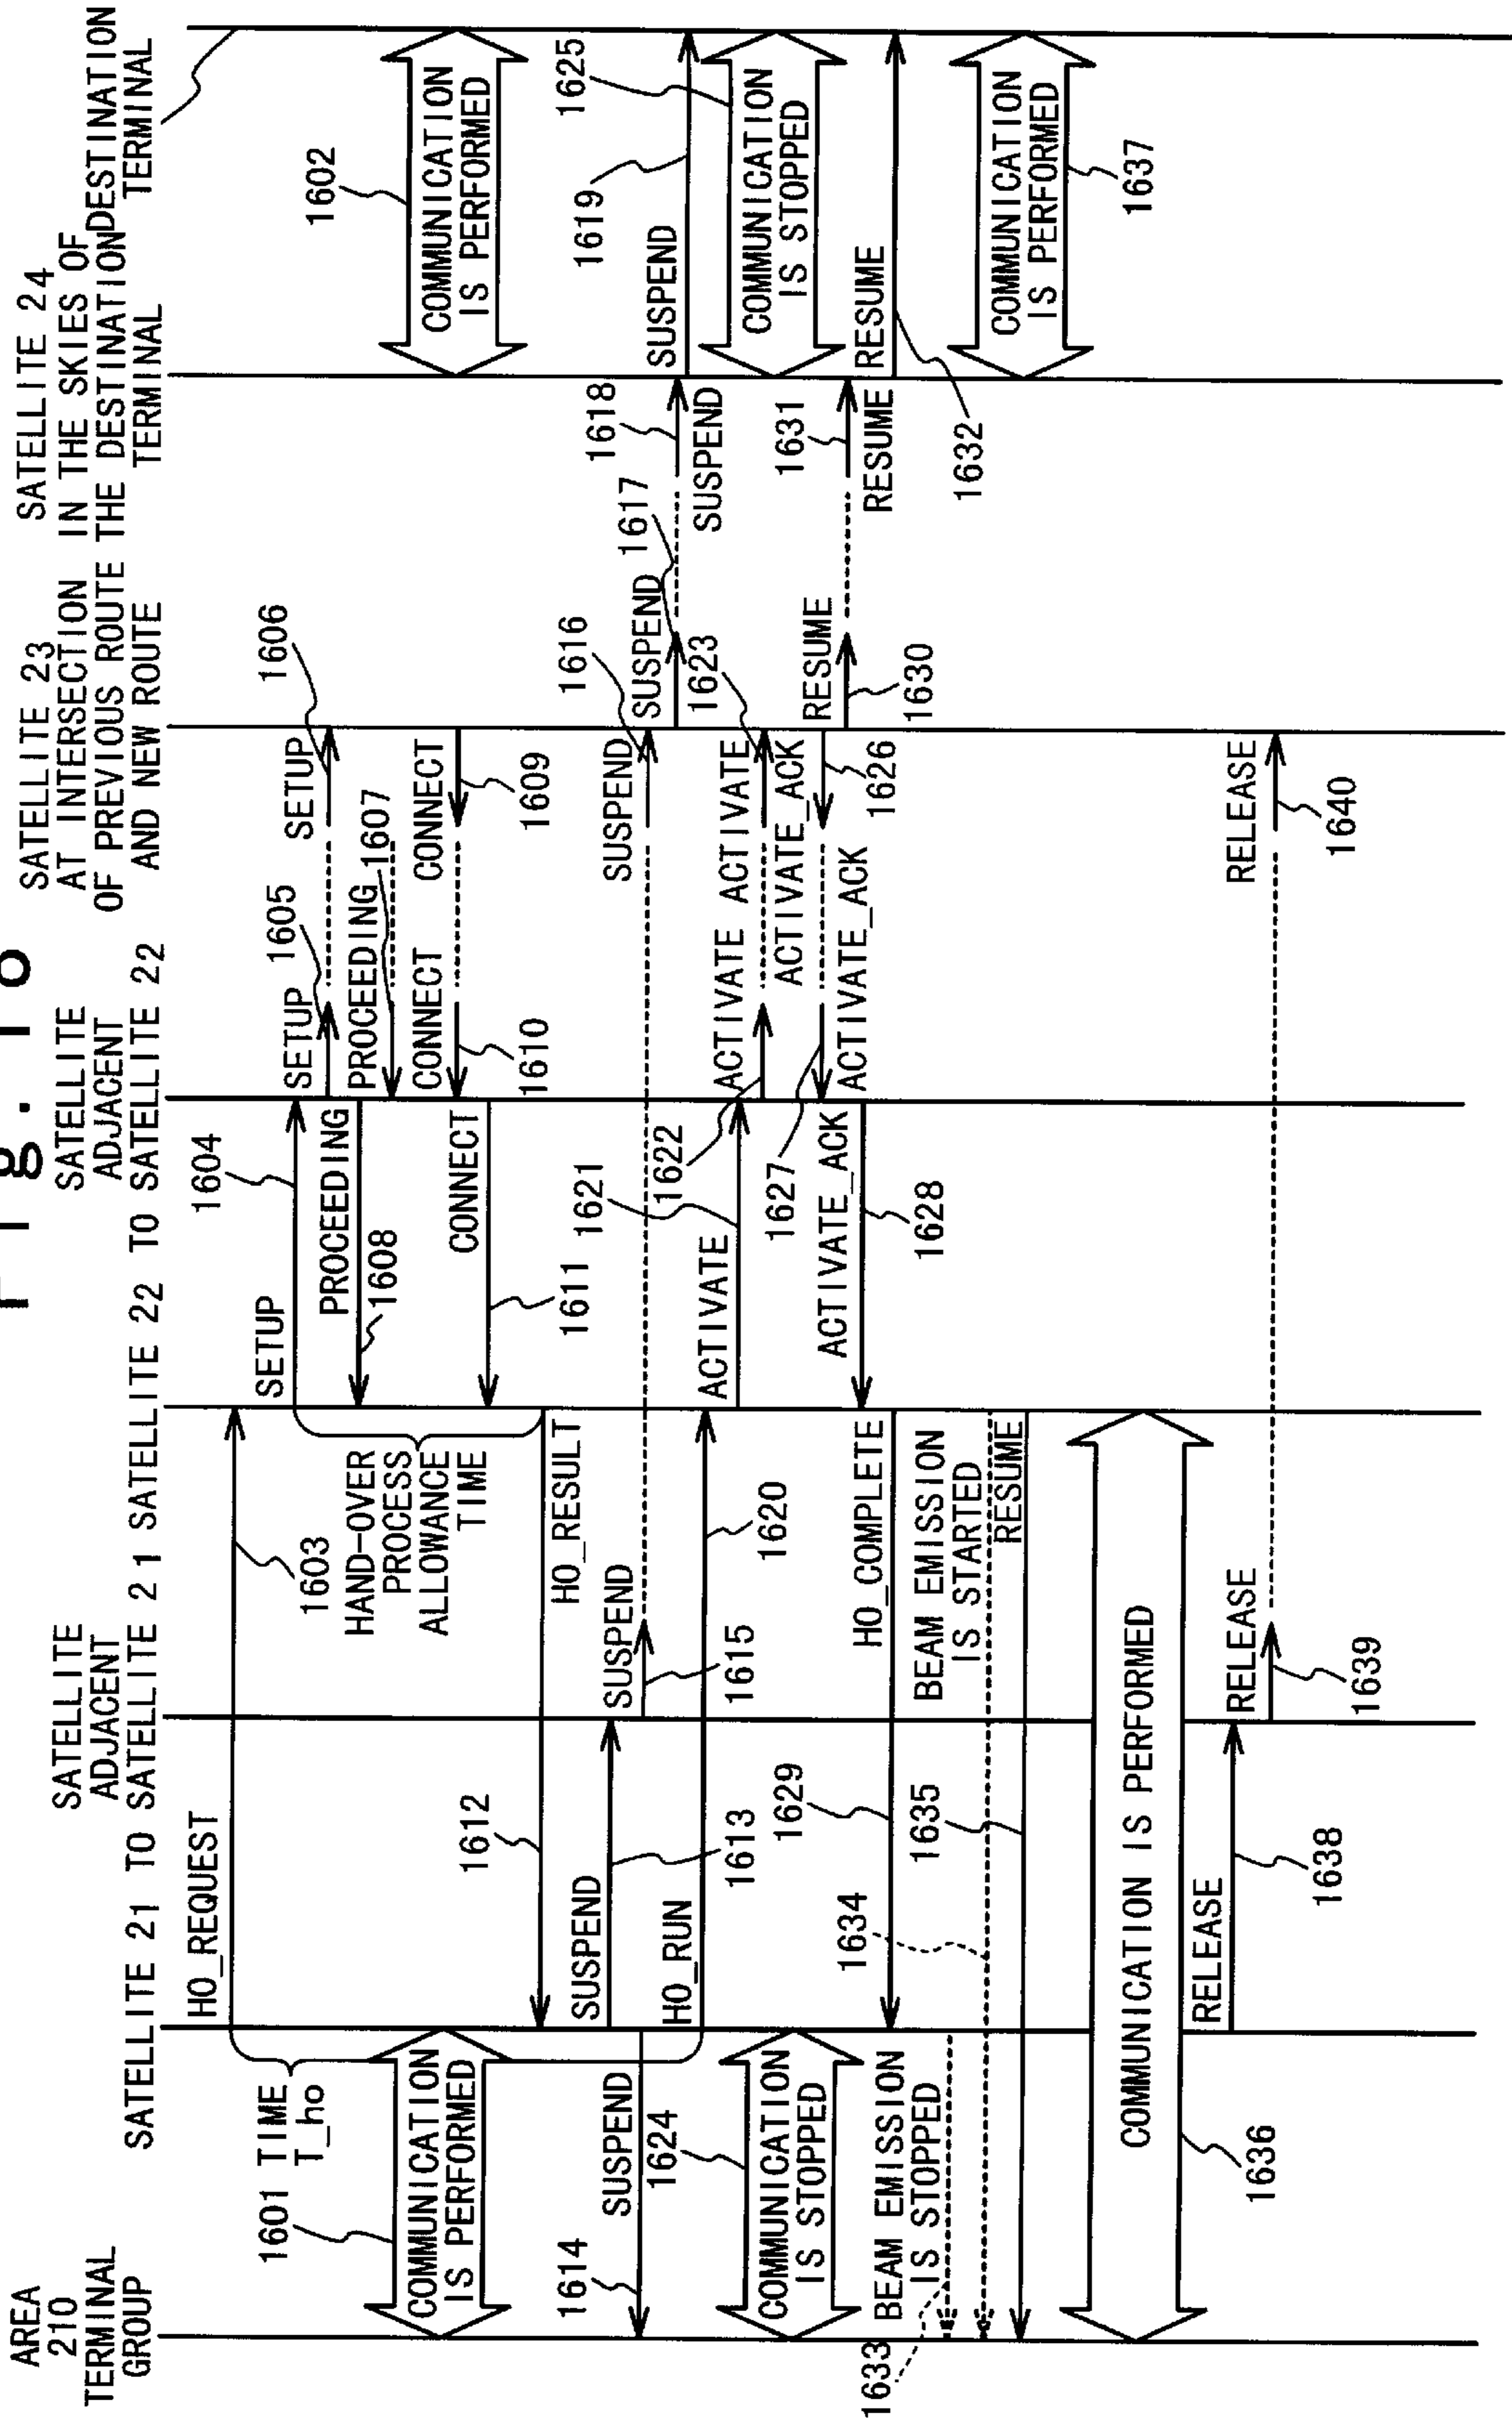 Fig. 16
AREA
210
TERMINAL
GROUP
SATELLITE 21
SATELLITE
ADJACENT
TO SATELLITE 21
SATELLITE 22
SATELLITE
ADJACENT
TO SATELLITE 22
SATELLITE 23
AT INTERSECTION
OF PREVIOUS ROUTE
AND NEW ROUTE
SATELLITE 24
IN THE SKIES OF
THE DESTINATION
TERMINAL
DESTINATION
TERMINAL
HO_REQUEST
1603
1601
TIME
T_ho
COMMUNICATION
IS PERFORMED
1602
COMMUNICATION
IS PERFORMED
SETUP
1604
SETUP
1605
SETUP
1606
PROCEEDING
1607
PROCEEDING
1608
CONNECT
1609
CONNECT
1610
CONNECT
1611
HAND-OVER
PROCESS
ALLOWANCE
TIME
HO_RESULT
1612
SUSPEND
1613
SUSPEND
1614
SUSPEND
1615
SUSPEND
1616
SUSPEND
1617
1618
SUSPEND
SUSPEND
1619
HO_RUN
1620
ACTIVATE
1621
ACTIVATE
1622
ACTIVATE
1623
1624
COMMUNICATION
IS STOPPED
1625
COMMUNICATION
IS STOPPED
ACTIVATE_ACK
1626
ACTIVATE_ACK
1627
ACTIVATE_ACK
1628
HO_COMPLETE
1629
RESUME
1630
1631
RESUME
RESUME
1632
BEAM EMISSION
IS STOPPED
1633
BEAM EMISSION
IS STARTED
1634
RESUME
1635
COMMUNICATION IS PERFORMED
1636
COMMUNICATION
IS PERFORMED
1637
RELEASE
1638
RELEASE
1639
RELEASE
1640